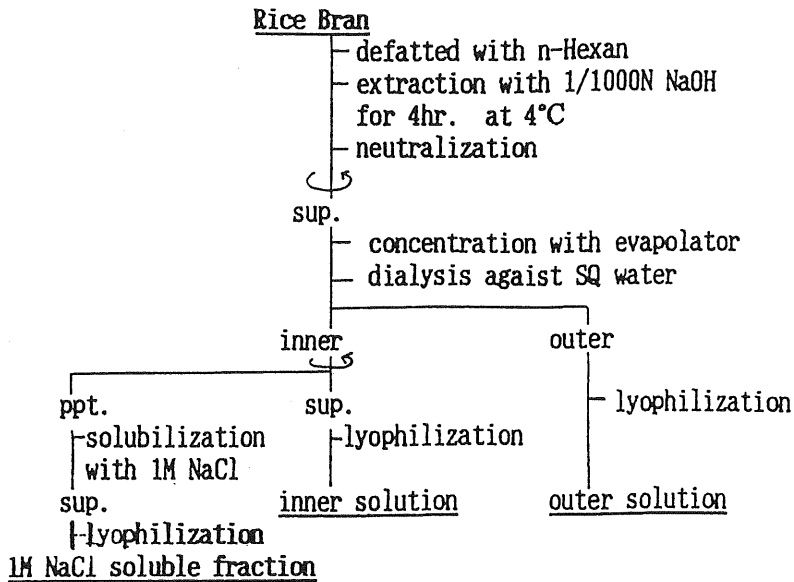 Rice Bran
defatted with n-Hexan
extraction with 1/1000N NaOH
for 4hr. at 4°C
neutralization
sup.
concentration with evapolator
dialysis agaist SQ water
inner
outer
ppt.
sup.
lyophilization
solubilization
with 1M NaCl
lyophilization
sup.
inner solution
outer solution
lyophilization
1M NaCl soluble fraction